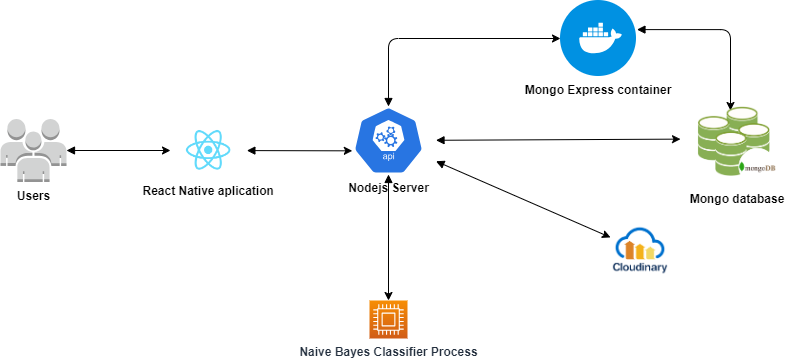 Mongo Express container
api
Nodejs Server
mongoDB
Mongo database
Users
React Native aplication
Cloudinary
Naive Bayes Classifier Process